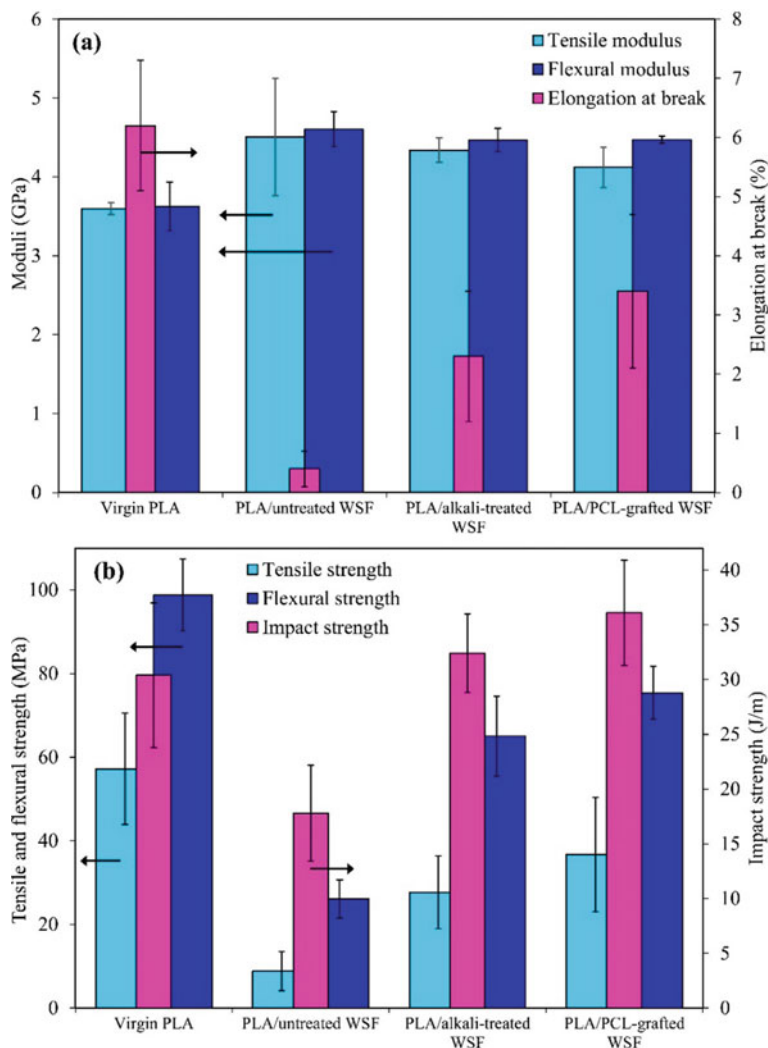 (a)
Tensile modulus
Flexural modulus
Elongation at break
Moduli (GPa)
6
5
4
3
2
1
0
Elongation at break (%)
8
7
6
5
4
3
2
1
0
Virgin PLA
PLA/untreated WSF
PLA/alkali-treated
WSF
PLA/PCL-grafted WSF
(b)
Tensile strength
Flexural strength
Impact strength
Tensile and flexural strength (MPa)
100
80
60
40
20
0
Impact strength (J/m)
40
35
30
25
20
15
10
5
0
Virgin PLA
PLA/untreated WSF
PLA/alkali-treated
WSF
PLA/PCL-grafted
WSF